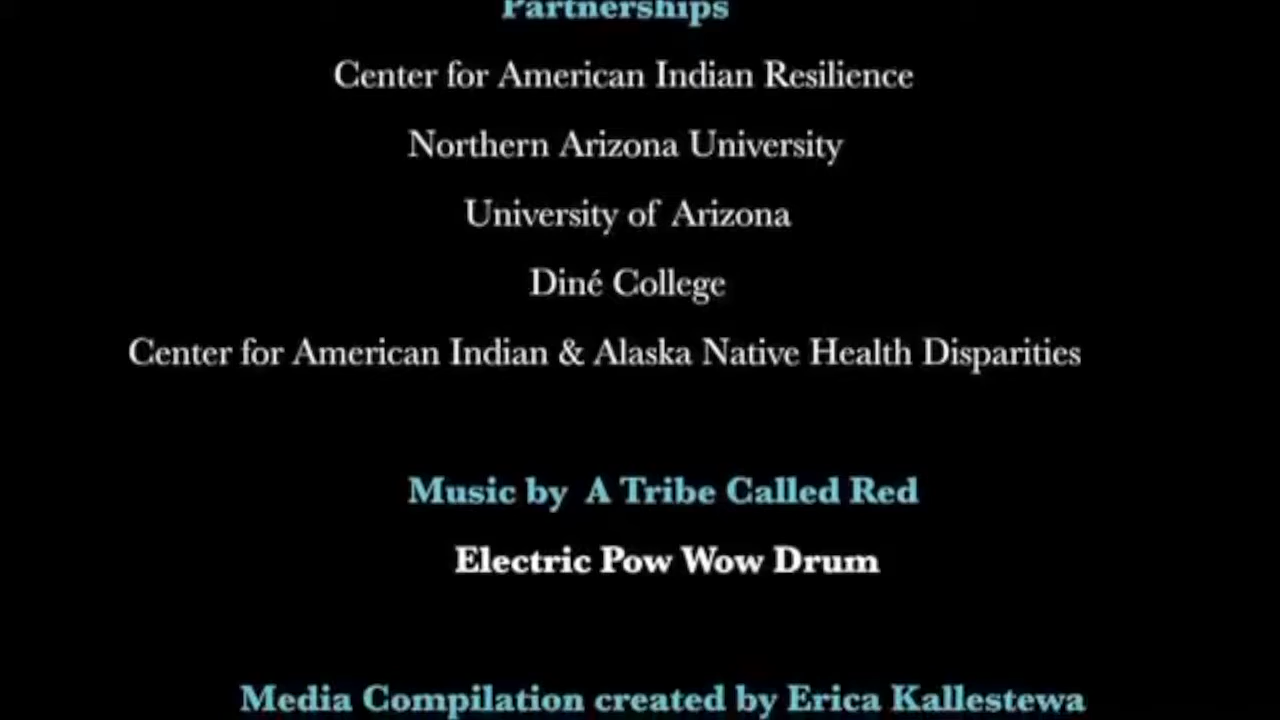 Partnerships
Center for American Indian Resilience
Northern Arizona University
University of Arizona
Diné College
Center for American Indian & Alaska Native Health Disparities
Music by A Tribe Called Red
Electric Pow Wow Drum
Media Compilation created by Erica Kallestewa